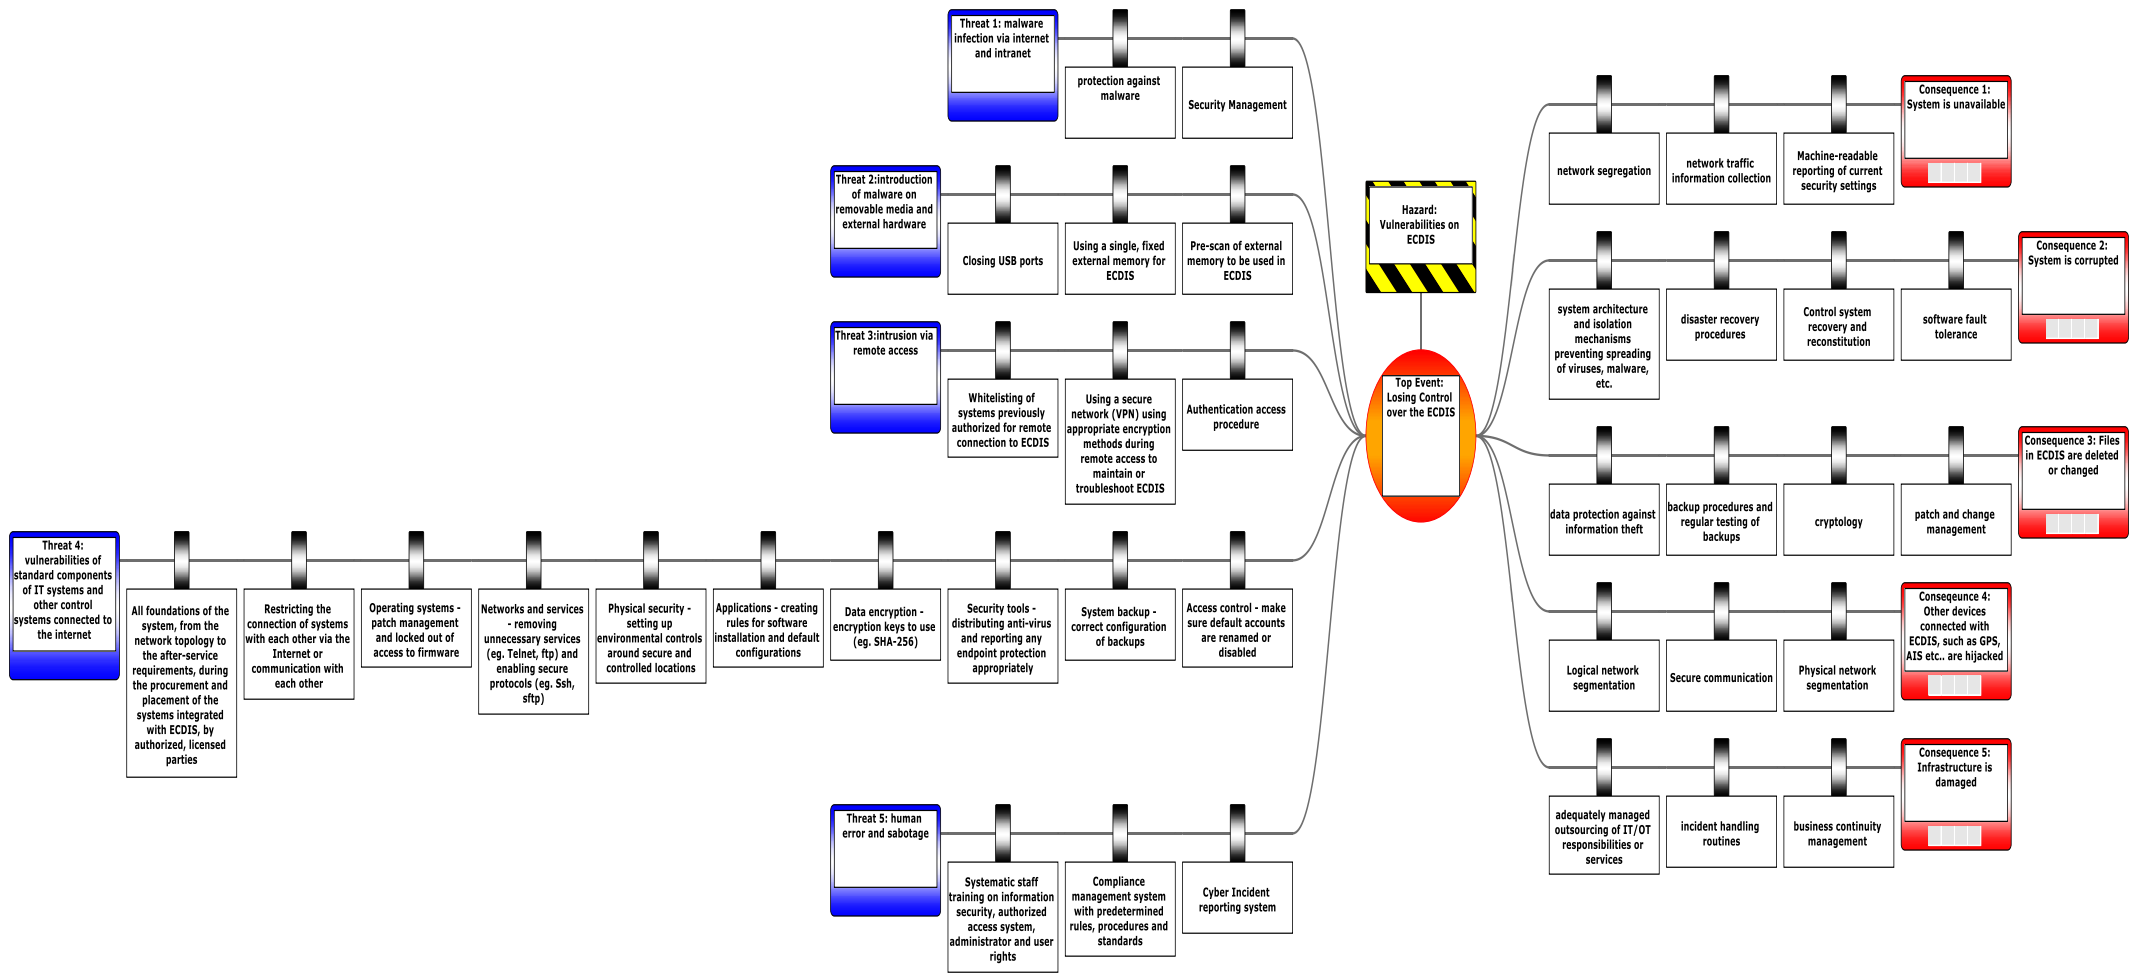 Threat 1: malware
infection via internet
and intranet
protection against
malware
Security Management
Threat 2:introduction
of malware on
removable media and
external hardware
Closing USB ports
Using a single, fixed
external memory for
ECDIS
Pre-scan of external
memory to be used in
ECDIS
Threat 3:intrusion via
remote access
Whitelisting of
systems previously
authorized for remote
connection to ECDIS
Using a secure
network (VPN) using
appropriate encryption
methods during
remote access to
maintain or
troubleshoot ECDIS
Authentication access
procedure
Threat 4:
vulnerabilities of
standard components
of IT systems and
other control
systems connected to
the internet
All foundations of the
system, from the
network topology to
the after-service
requirements, during
the procurement and
placement of the
systems integrated
with ECDIS, by
authorized, licensed
parties
Restricting the
connection of systems
with each other via the
Internet or
communication with
each other
Operating systems -
patch management
and locked out of
access to firmware
Networks and services
- removing
unnecessary services
(eg. Telnet, ftp) and
enabling secure
protocols (eg. Ssh,
sftp)
Physical security -
setting up
environmental controls
around secure and
controlled locations
Applications - creating
rules for software
installation and default
configurations
Data encryption -
encryption keys to use
(eg. SHA-256)
Security tools -
distributing anti-virus
and reporting any
endpoint protection
appropriately
System backup -
correct configuration
of backups
Access control - make
sure default accounts
are renamed or
disabled
Threat 5: human
error and sabotage
Systematic staff
training on information
security, authorized
access system,
administrator and user
rights
Compliance
management system
with predetermined
rules, procedures and
standards
Cyber Incident
reporting system
Hazard:
Vulnerabilities on
ECDIS
Top Event:
Losing Control
over the ECDIS
network segregation
network traffic
information collection
Machine-readable
reporting of current
security settings
Consequence 1:
System is unavailable
system architecture
and isolation
mechanisms
preventing spreading
of viruses, malware,
etc.
disaster recovery
procedures
Control system
recovery and
reconstitution
software fault
tolerance
Consequence 2:
System is corrupted
data protection against
information theft
backup procedures and
regular testing of
backups
cryptology
patch and change
management
Consequence 3: Files
in ECDIS are deleted
or changed
Logical network
segmentation
Secure communication
Physical network
segmentation
Conseqeunce 4:
Other devices
connected with
ECDIS, such as GPS,
AIS etc.. are hijacked
adequately managed
outsourcing of IT/OT
responsibilities or
services
incident handling
routines
business continuity
management
Consequence 5:
Infrastructure is
damaged